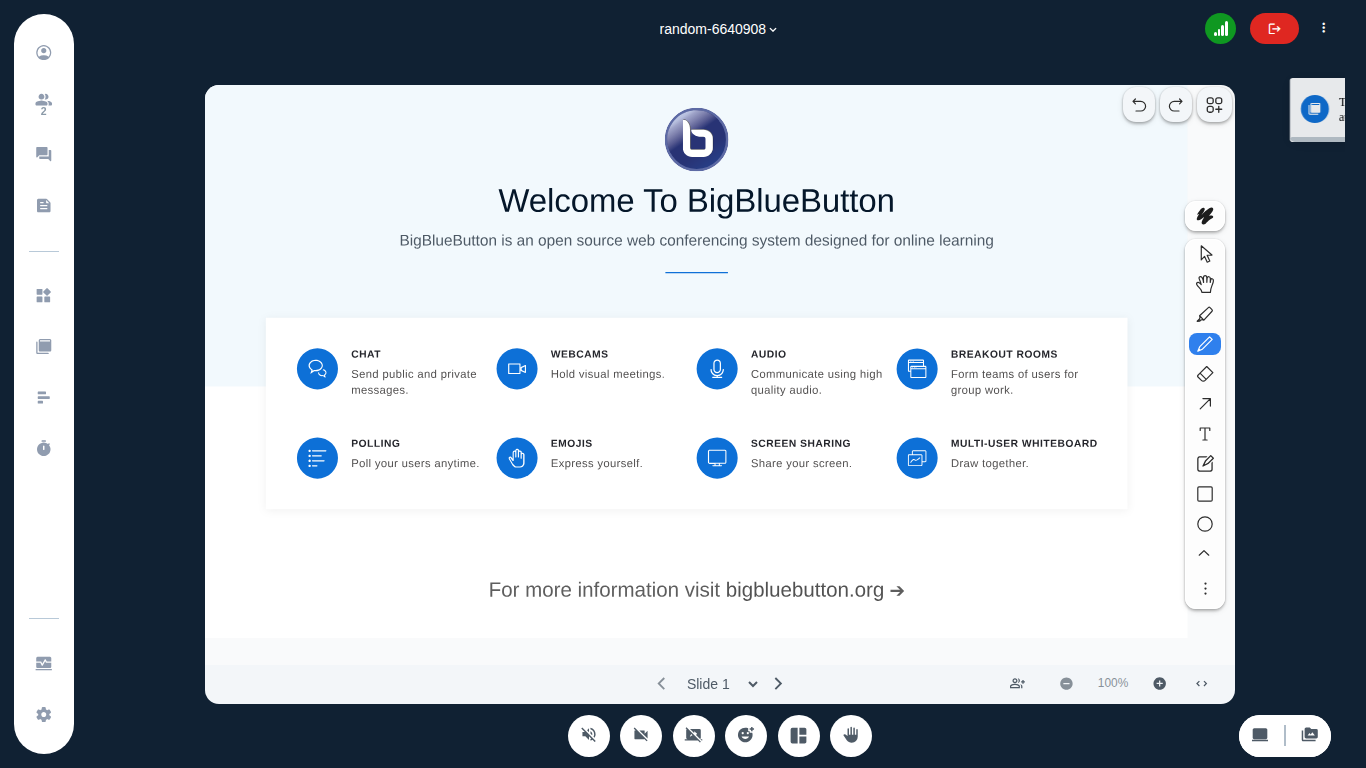 random-6640908
2
Welcome To BigBlueButton
BigBlueButton is an open source web conferencing system designed for online learning
CHAT
Send public and private
messages.
WEBCAMS
Hold visual meetings.
AUDIO
Communicate using high
quality audio.
BREAKOUT ROOMS
Form teams of users for
group work.
POLLING
Poll your users anytime.
EMOJIS
Express yourself.
SCREEN SHARING
Share your screen.
MULTI-USER WHITEBOARD
Draw together.
For more information visit bigbluebutton.org ➔
Slide 1
100%